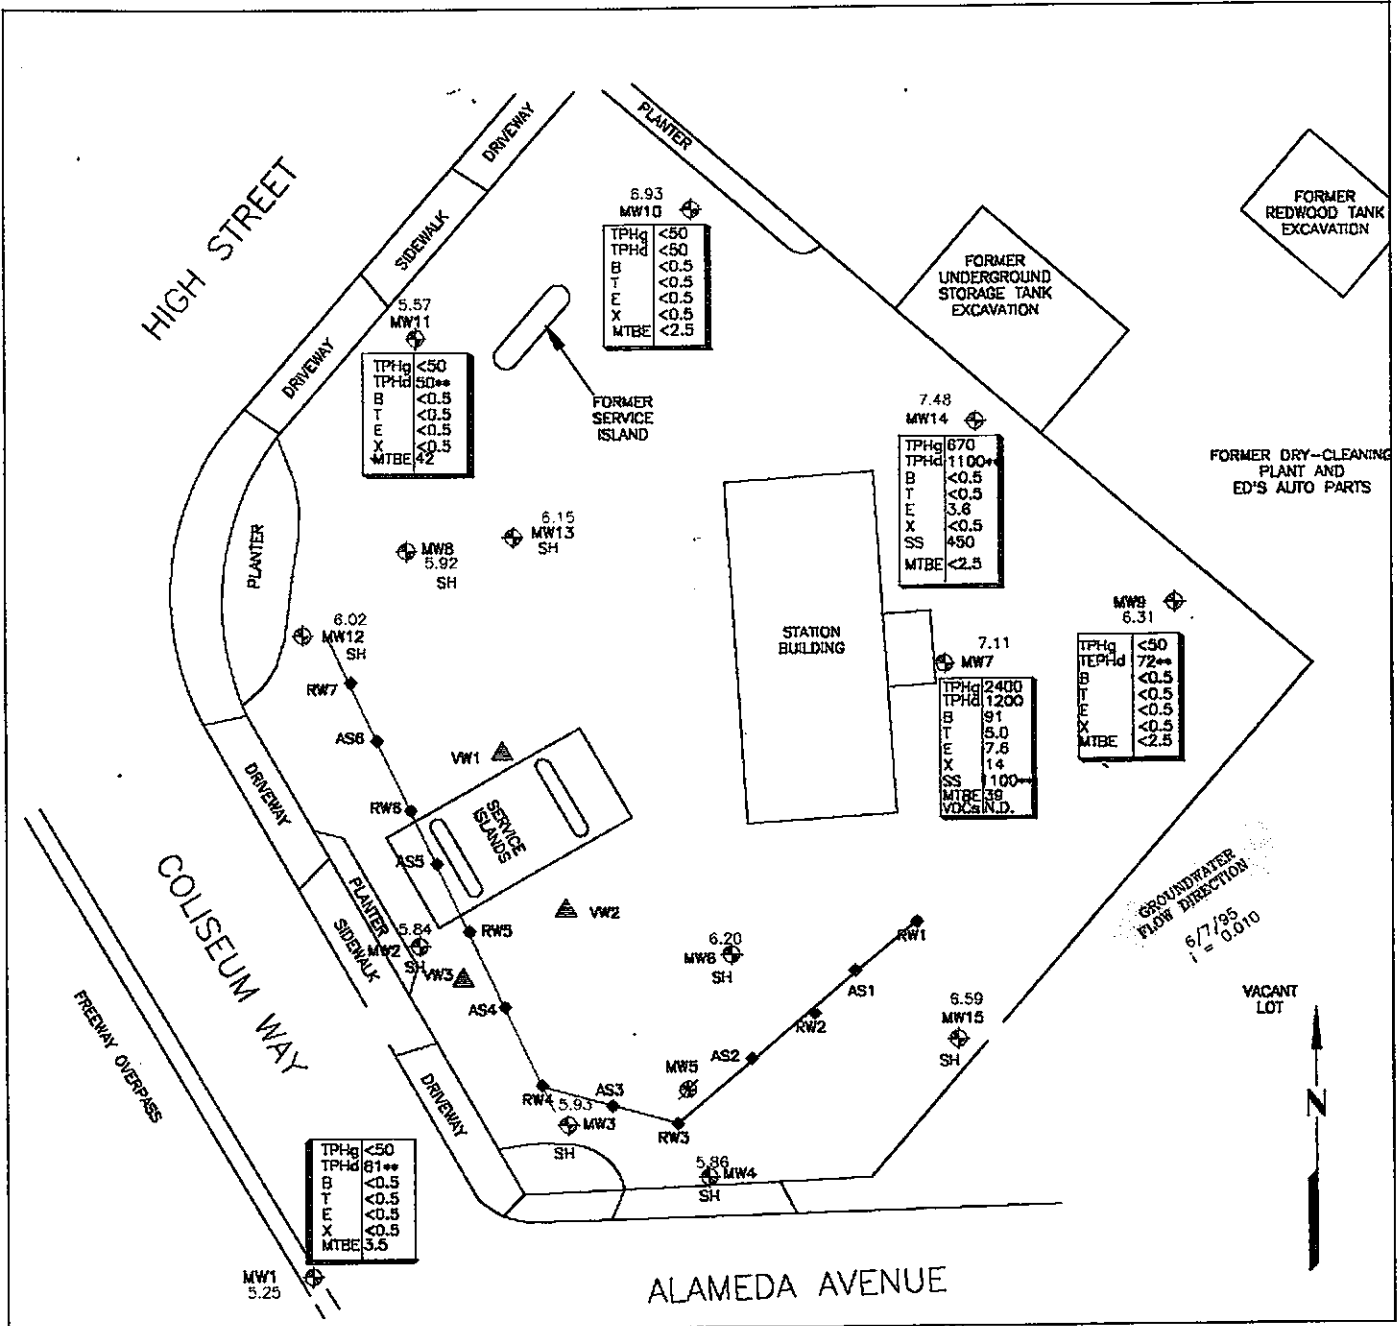 PLANTER
DRIVEWAY
SIDEWALK
DRIVEWAY
HIGH STREET
6.93
MW10
TPHg <50
TPHd <50
B <0.5
T <0.5
E <0.5
X <0.5
MTBE <2.5
FORMER
REDWOOD TANK
EXCAVATION
FORMER
UNDERGROUND
STORAGE TANK
EXCAVATION
5.57
MW11
TPHg <50
TPHd 50**
B <0.5
T <0.5
E <0.5
X <0.5
MTBE 42
FORMER
SERVICE
ISLAND
7.48
MW14
TPHg 670
TPHd 1100**
B <0.5
T <0.5
E 3.6
X <0.5
SS 450
MTBE <2.5
FORMER DRY-CLEANING
PLANT AND
ED'S AUTO PARTS
PLANTER
MW8
5.92
SH
6.15
MW13
SH
6.02
MW12
SH
STATION
BUILDING
7.11
MW7
TPHg 2400
TPHd 1200
B 91
T 5.0
E 7.6
X 14
SS 1100**
MTBE 39
VOCs N.D.
MW9
6.31
TPHg <50
TEPHd 72**
B <0.5
T <0.5
E <0.5
X <0.5
MTBE <2.5
RW7
AS6
VW1
RW6
SERVICE
ISLANDS
AS5
DRIVEWAY
COLISEUM WAY
PLANTER
SIDEWALK
5.84
MW2
SH
RW5
VW2
VW3
AS4
6.20
MW6
SH
RW1
AS1
RW2
AS2
GROUNDWATER
FLOW DIRECTION
6/7/95
i = 0.010
6.59
MW15
SH
VACANT
LOT
FREEWAY OVERPASS
DRIVEWAY
MW5
AS3
RW4
5.93
MW3
SH
RW3
5.86
MW4
SH
N
TPHg <50
TPHd 81**
B <0.5
T <0.5
E <0.5
X <0.5
MTBE 3.5
MW1
5.25
ALAMEDA AVENUE